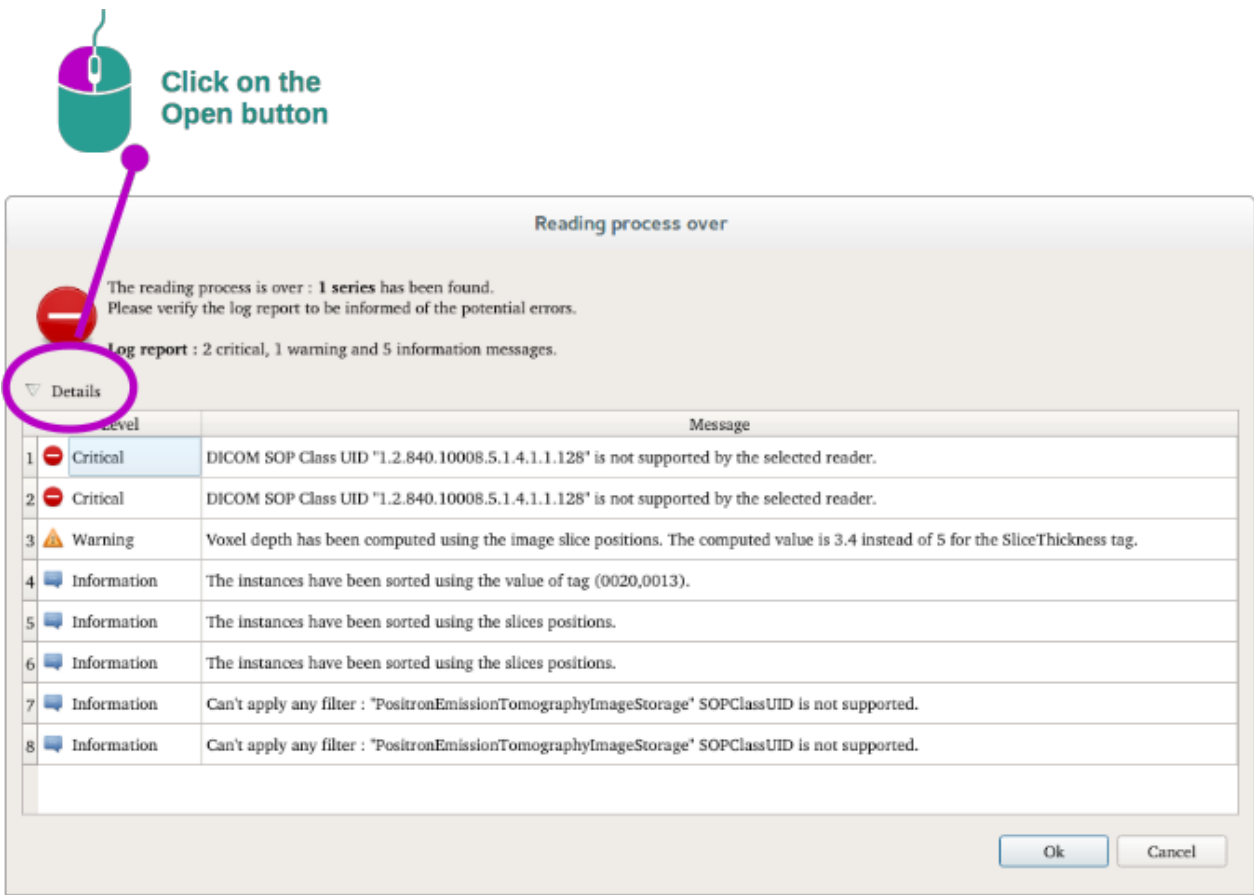 Click on the
Open button
Reading process over
The reading process is over : 1 series has been found.
Please verify the log report to be informed of the potential errors.
Log report : 2 critical, 1 warning and 5 information messages.
Details
Level Message
1 Critical DICOM SOP Class UID "1.2.840.10008.5.1.4.1.1.128" is not supported by the selected reader.
2 Critical DICOM SOP Class UID "1.2.840.10008.5.1.4.1.1.128" is not supported by the selected reader.
3 Warning Voxel depth has been computed using the image slice positions. The computed value is 3.4 instead of 5 for the SliceThickness tag.
4 Information The instances have been sorted using the value of tag (0020,0013).
5 Information The instances have been sorted using the slices positions.
6 Information The instances have been sorted using the slices positions.
7 Information Can't apply any filter : "PositronEmissionTomographyImageStorage" SOPClassUID is not supported.
8 Information Can't apply any filter : "PositronEmissionTomographyImageStorage" SOPClassUID is not supported.
Ok Cancel